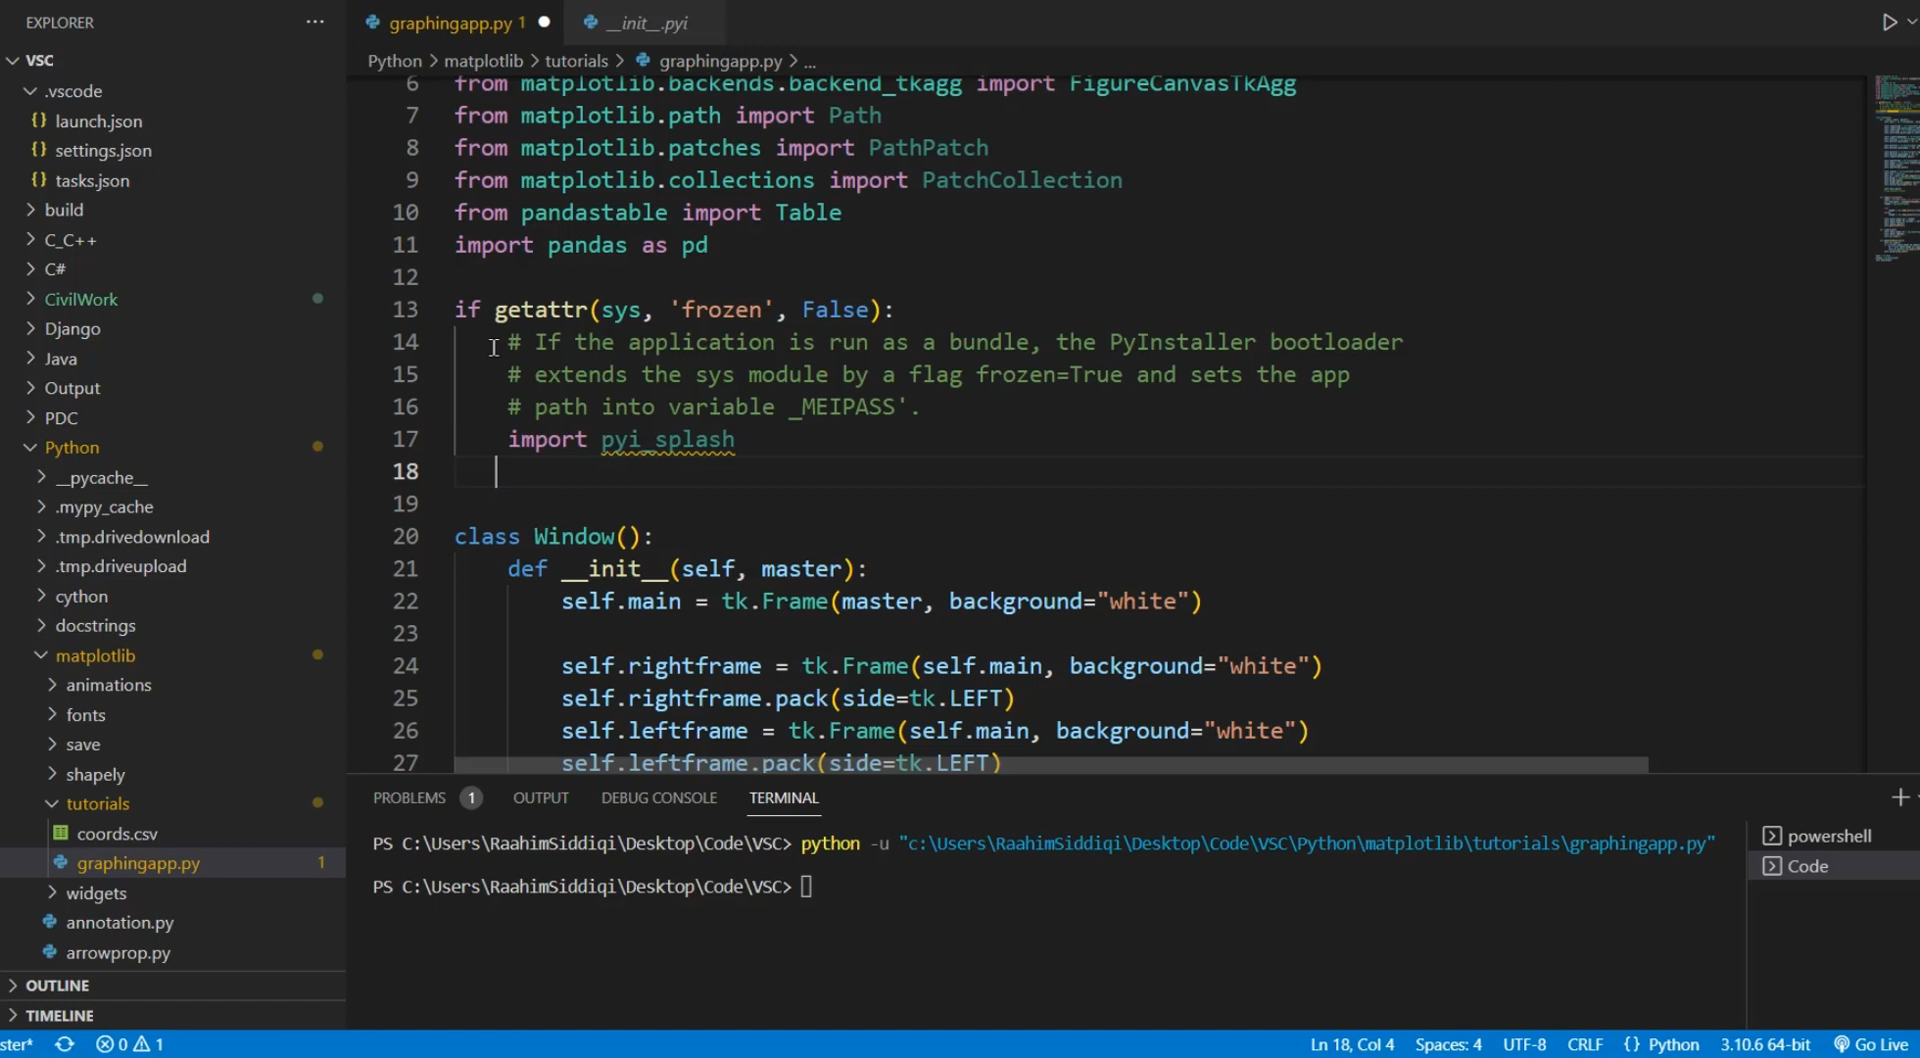 EXPLORER
...
graphingapp.py 1
__init__.pyi
VSC
Python > matplotlib > tutorials > graphingapp.py > ...
.vscode
launch.json
settings.json
tasks.json
build
C_C++
C#
CivilWork
Django
Java
Output
PDC
Python
__pycache__
.mypy_cache
.tmp.drivedownload
.tmp.driveupload
cython
docstrings
matplotlib
animations
fonts
save
shapely
tutorials
coords.csv
graphingapp.py 1
widgets
annotation.py
arrowprop.py
OUTLINE
TIMELINE
6 from matplotlib.backends.backend_tkagg import FigureCanvasTkAgg
7 from matplotlib.path import Path
8 from matplotlib.patches import PathPatch
9 from matplotlib.collections import PatchCollection
10 from pandastable import Table
11 import pandas as pd
12
13 if getattr(sys, 'frozen', False):
14 # If the application is run as a bundle, the PyInstaller bootloader
15 # extends the sys module by a flag frozen=True and sets the app
16 # path into variable _MEIPASS'.
17 import pyi_splash
18
19
20 class Window():
21 def __init__(self, master):
22 self.main = tk.Frame(master, background="white")
23
24 self.rightframe = tk.Frame(self.main, background="white")
25 self.rightframe.pack(side=tk.LEFT)
26 self.leftframe = tk.Frame(self.main, background="white")
27 self.leftframe.pack(side=tk.LEFT)
PROBLEMS 1 OUTPUT DEBUG CONSOLE TERMINAL
PS C:\Users\RaahimSiddiqi\Desktop\Code\VSC> python -u "c:\Users\RaahimSiddiqi\Desktop\Code\VSC\Python\matplotlib\tutorials\graphingapp.py"
PS C:\Users\RaahimSiddiqi\Desktop\Code\VSC>
powershell
Code
ster* 0 1 Ln 18, Col 4 Spaces: 4 UTF-8 CRLF {} Python 3.10.6 64-bit Go Live